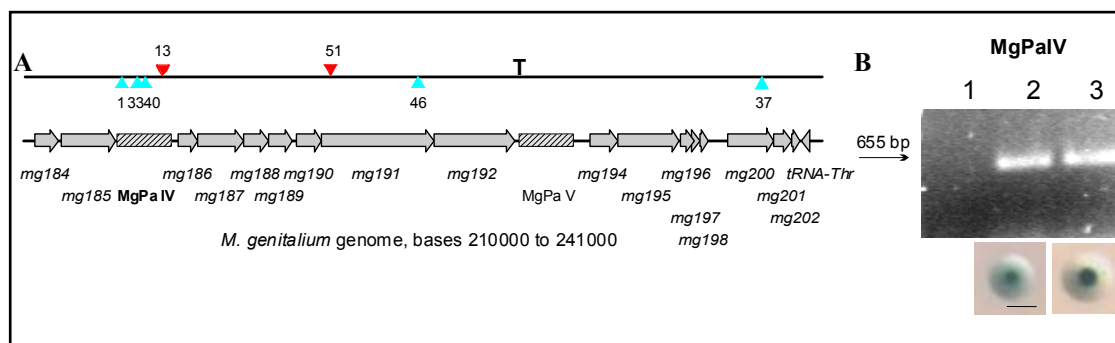 A
13
51
T
1 33 40
46
37
mg184
mg185
MgPa IV
mg186
mg187
mg188
mg189
mg190
mg191
mg192
MgPa V
mg194
mg195
mg196
mg197
mg198
mg200
mg201
mg202
tRNA-Thr
M. genitalium genome, bases 210000 to 241000
B
MgPaIV
1 2 3
655 bp